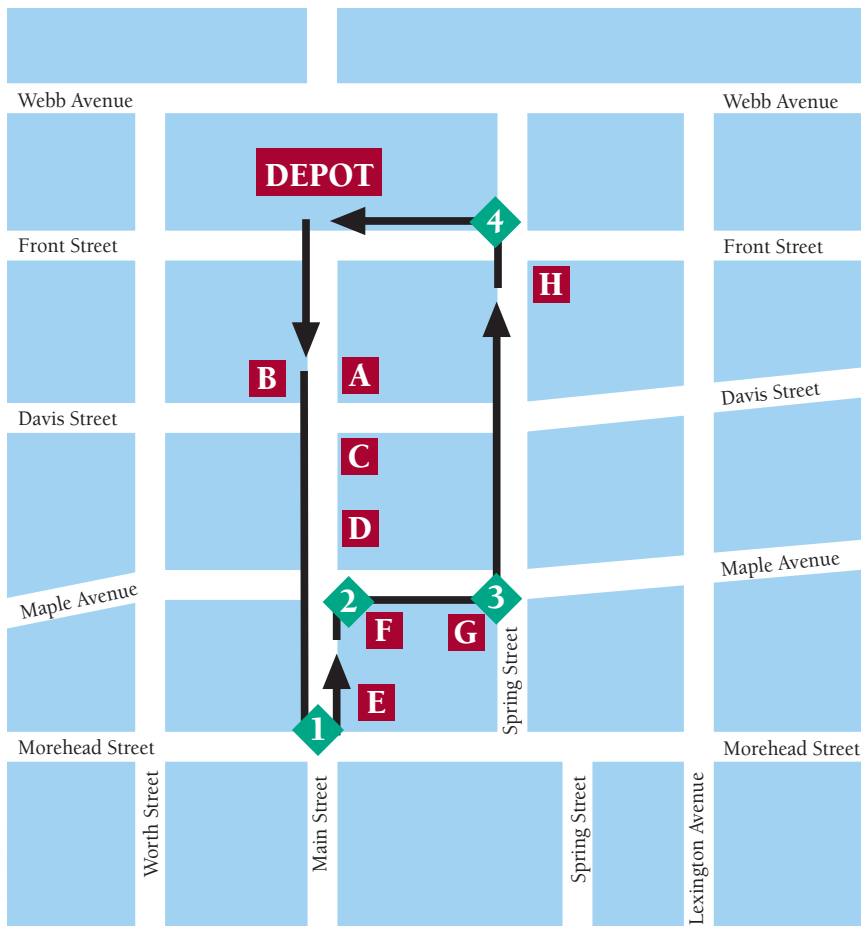 Webb Avenue
Webb Avenue
DEPOT
4
Front Street
Front Street
H
B
A
Davis Street
Davis Street
C
D
Maple Avenue
Maple Avenue
2
3
F
G
Spring Street
E
1
Morehead Street
Morehead Street
Worth Street
Main Street
Spring Street
Lexington Avenue